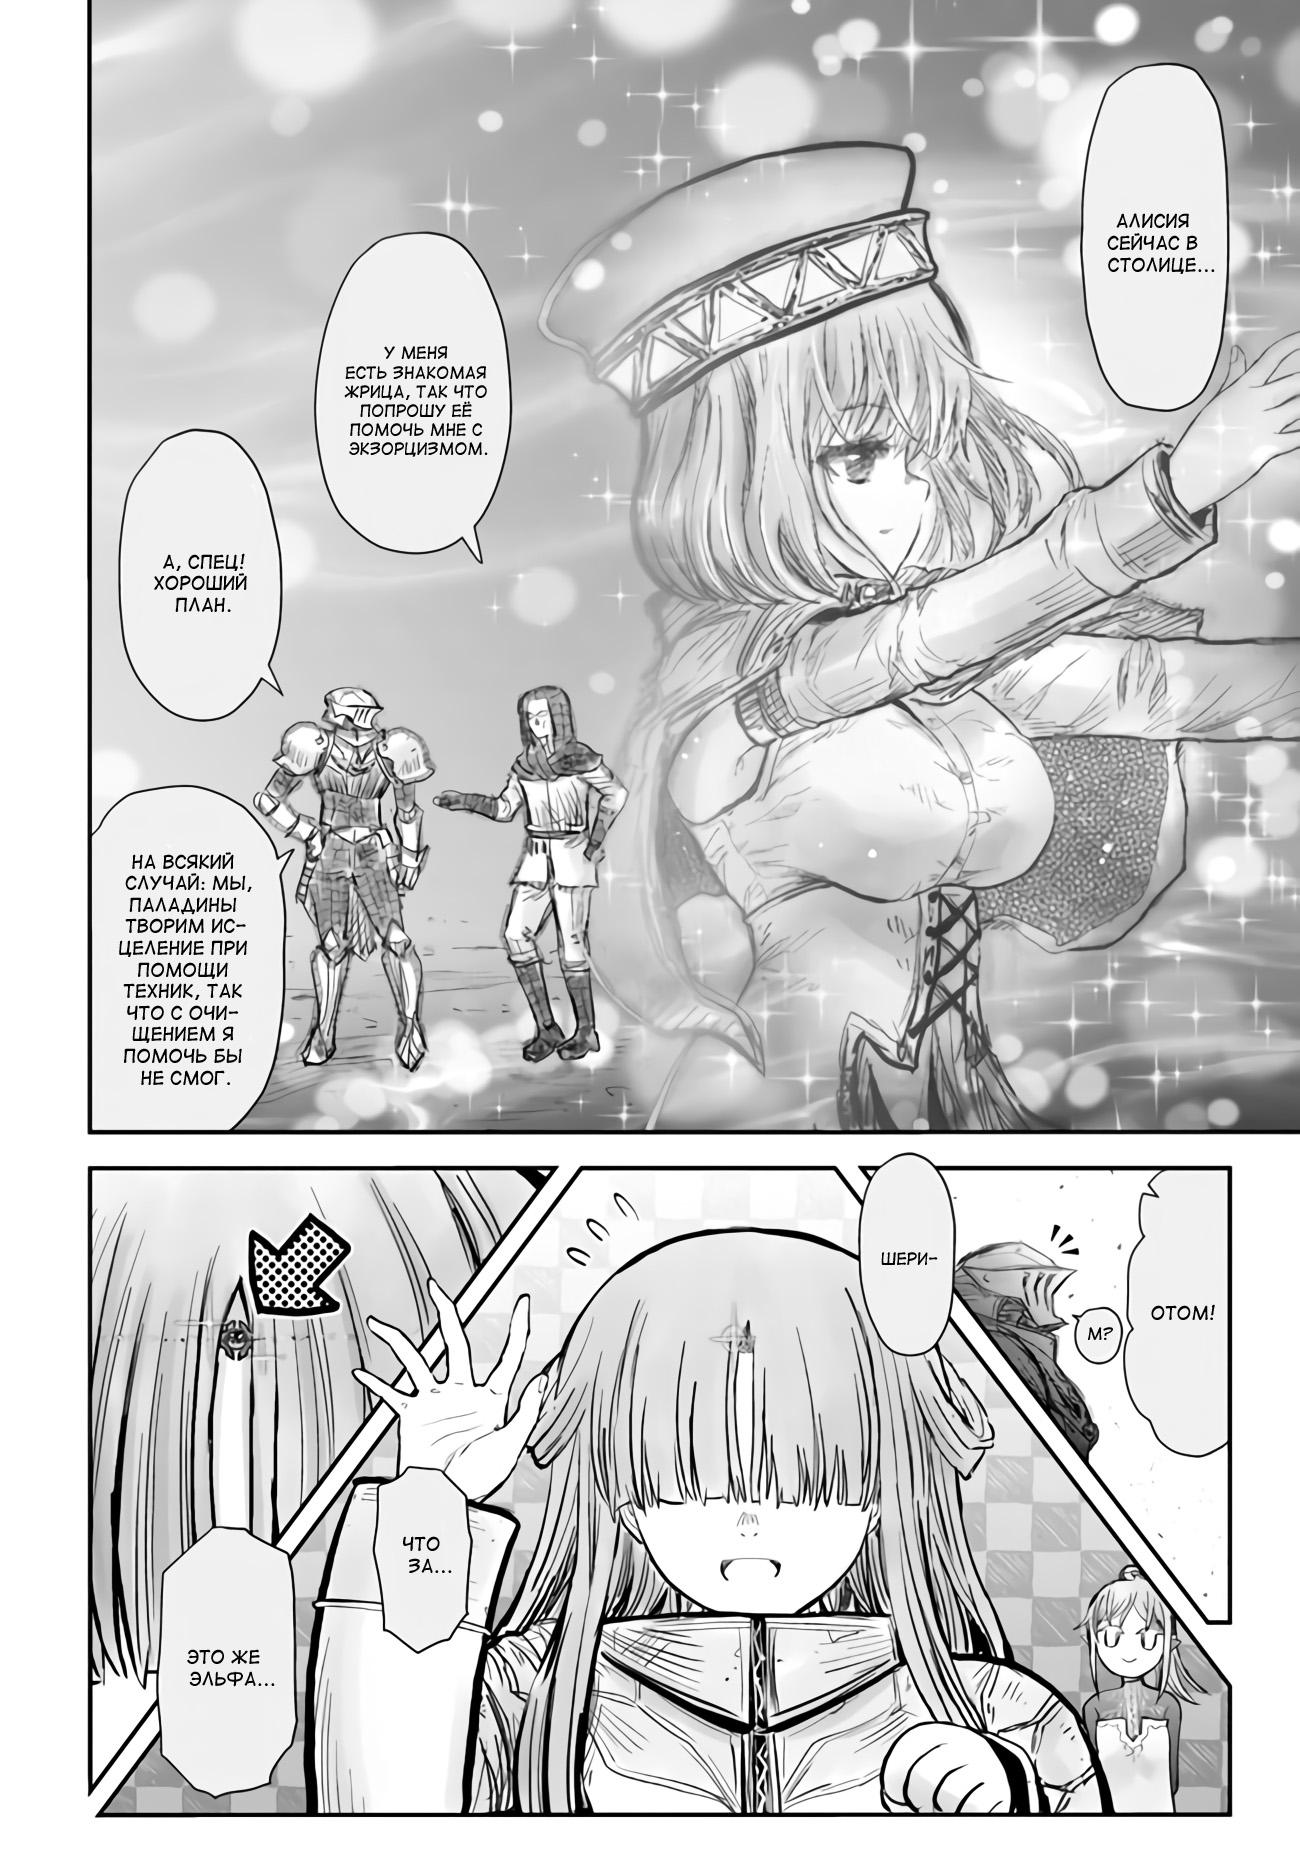 АЛИСИЯ
СЕЙЧАС В
СТОЛИЦЕ...
У МЕНЯ
ЕСТЬ ЗНАКОМАЯ
ЖРИЦА, ТАК ЧТО
ПОПРОШУ ЕЁ
ПОМОЧЬ МНЕ С
ЭКЗОРЦИЗМОМ.
А, СПЕЦ!
ХОРОШИЙ
ПЛАН.
НА ВСЯКИЙ
СЛУЧАЙ: МЫ,
ПАЛАДИНЫ
ТВОРИМ ИС-
ЦЕЛЕНИЕ ПРИ
ПОМОЩИ
ТЕХНИК, ТАК
ЧТО С ОЧИ-
ЩЕНИЕМ Я
ПОМОЧЬ БЫ
НЕ СМОГ.
ОТОМ!
М?
ШЕРИ-
ЧТО
ЗА...
ЭТО ЖЕ
ЭЛЬФА...